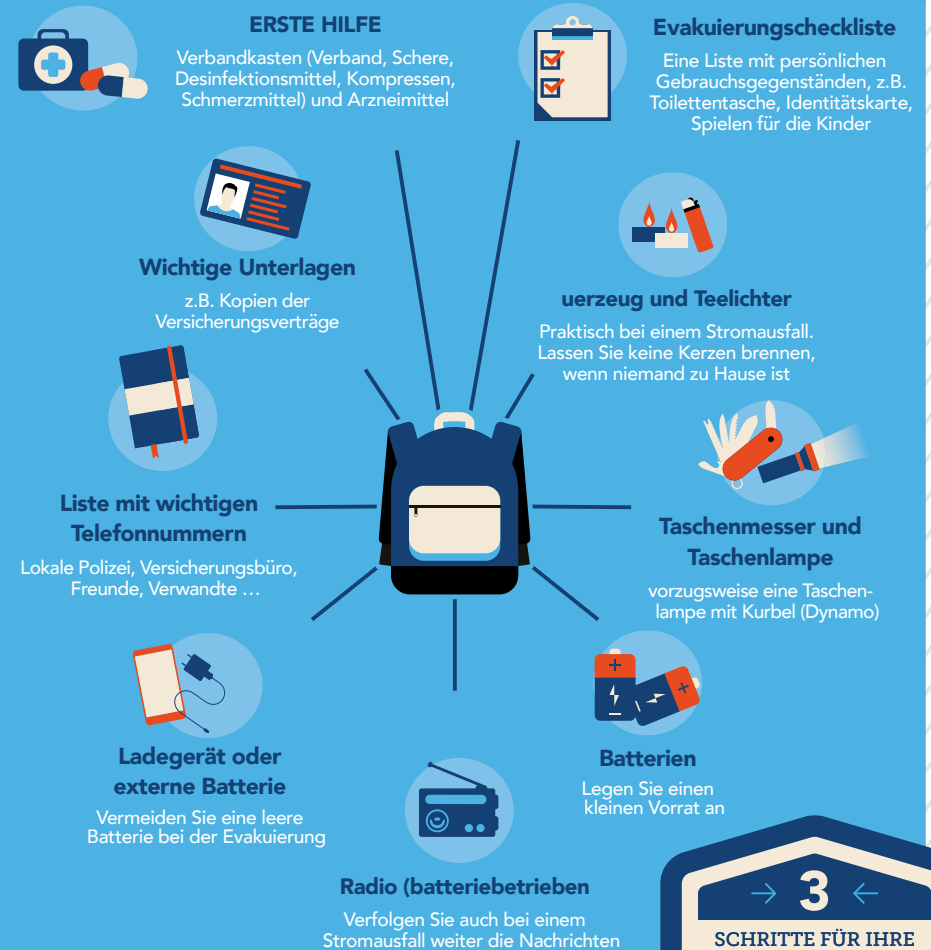 ERSTE HILFE
Verbandkasten (Verband, Schere,
Desinfektionsmittel, Kompressen,
Schmerzmittel) und Arzneimittel
Evakuierungscheckliste
Eine Liste mit persönlichen
Gebrauchsgegenständen, z.B.
Toilettentasche, Identitätskarte,
Spielen für die Kinder
Wichtige Unterlagen
z.B. Kopien der
Versicherungsverträge
uerzeug und Teelichter
Praktisch bei einem Stromausfall.
Lassen Sie keine Kerzen brennen,
wenn niemand zu Hause ist
Liste mit wichtigen
Telefonnummern
Lokale Polizei, Versicherungsbüro,
Freunde, Verwandte …
Taschenmesser und
Taschenlampe
vorzugsweise eine Taschen-
lampe mit Kurbel (Dynamo)
Ladegerät oder
externe Batterie
Vermeiden Sie eine leere
Batterie bei der Evakuierung
Batterien
Legen Sie einen
kleinen Vorrat an
Radio (batteriebetrieben
Verfolgen Sie auch bei einem
Stromausfall weiter die Nachrichten
3
SCHRITTE FÜR IHRE